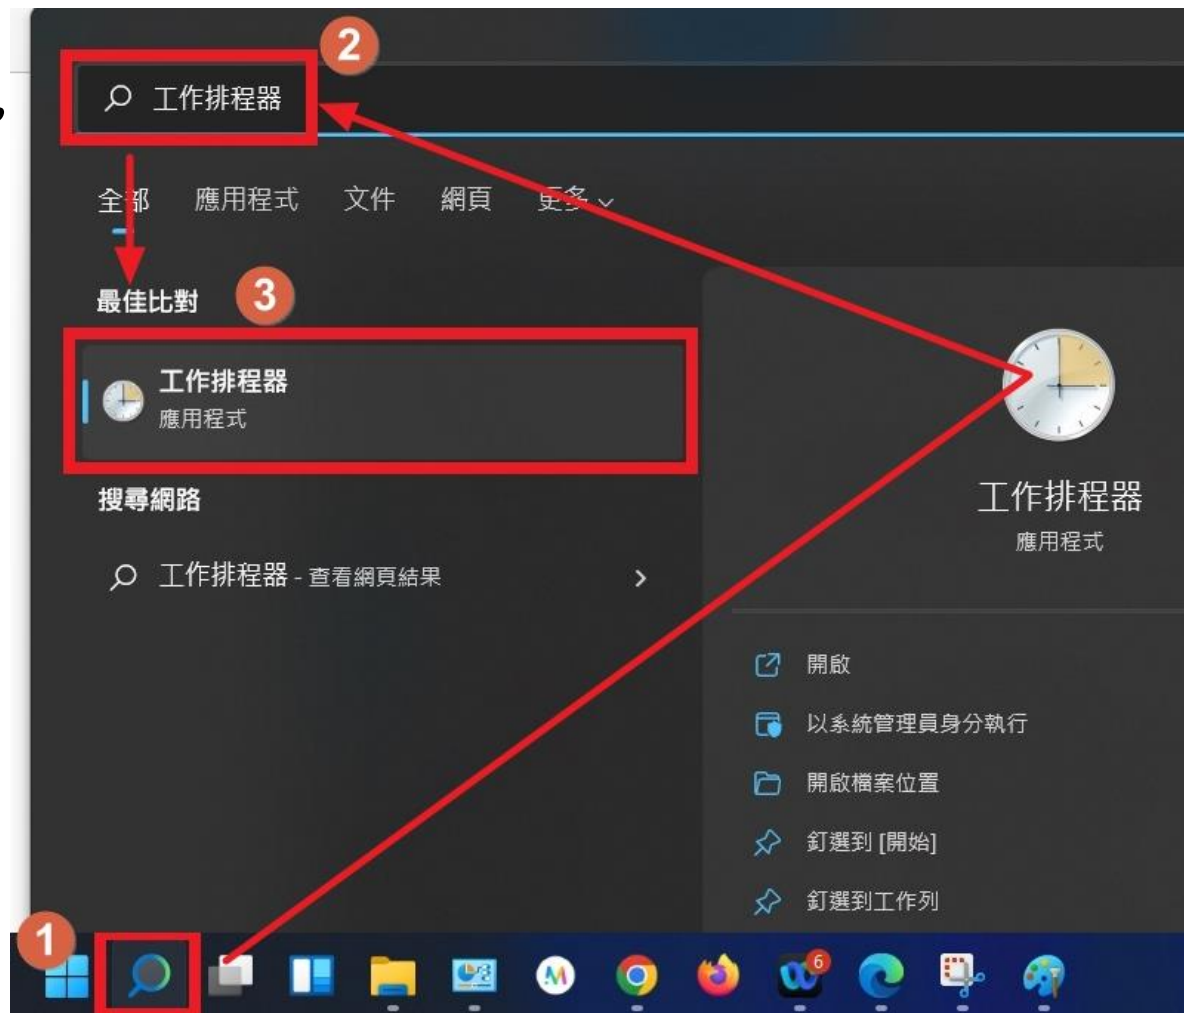 2
工作排程器
，
全部 應用程式 文件 網頁 更多
最佳比對
3
工作排程器
應用程式
搜尋網路
工作排程器 - 查看網頁結果
工作排程器
應用程式
開啟
以系統管理員身分執行
開啟檔案位置
釘選到 [開始]
釘選到工作列
1
M
6